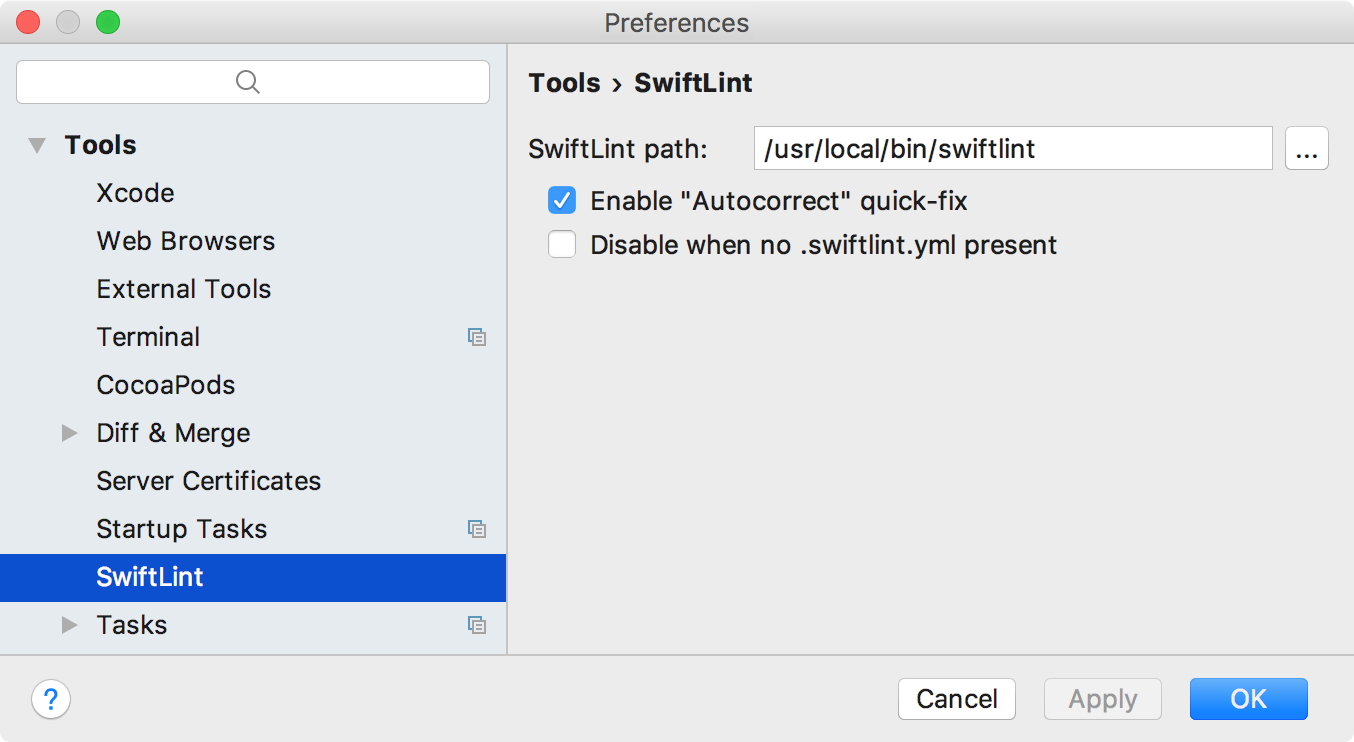 Preferences
Tools
Xcode
Web Browsers
External Tools
Terminal
CocoaPods
Diff & Merge
Server Certificates
Startup Tasks
SwiftLint
Tasks
Tools › SwiftLint
SwiftLint path: /usr/local/bin/swiftlint ...
Enable "Autocorrect" quick-fix
Disable when no .swiftlint.yml present
? Cancel Apply OK